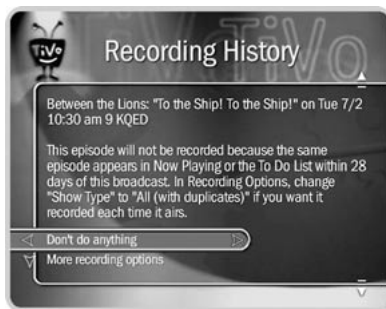 TiVo
Recording History
Between the Lions: "To the Ship! To the Ship!" on Tue 7/2
10:30 am 9 KQED
This episode will not be recorded because the same
episode appears in Now Playing or the To Do List within 28
days of this broadcast. In Recording Options, change
"Show Type" to "All (with duplicates)" if you want it
recorded each time it airs.
Don't do anything
More recording options